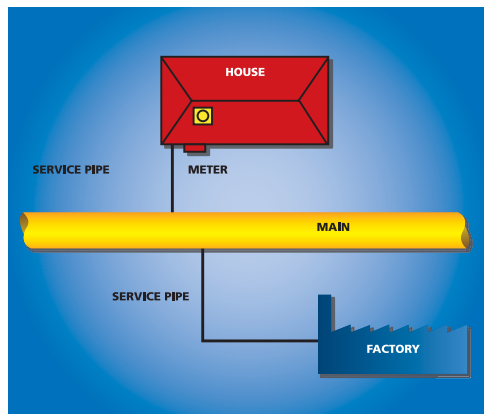 HOUSE
SERVICE PIPE
METER
MAIN
SERVICE PIPE
FACTORY